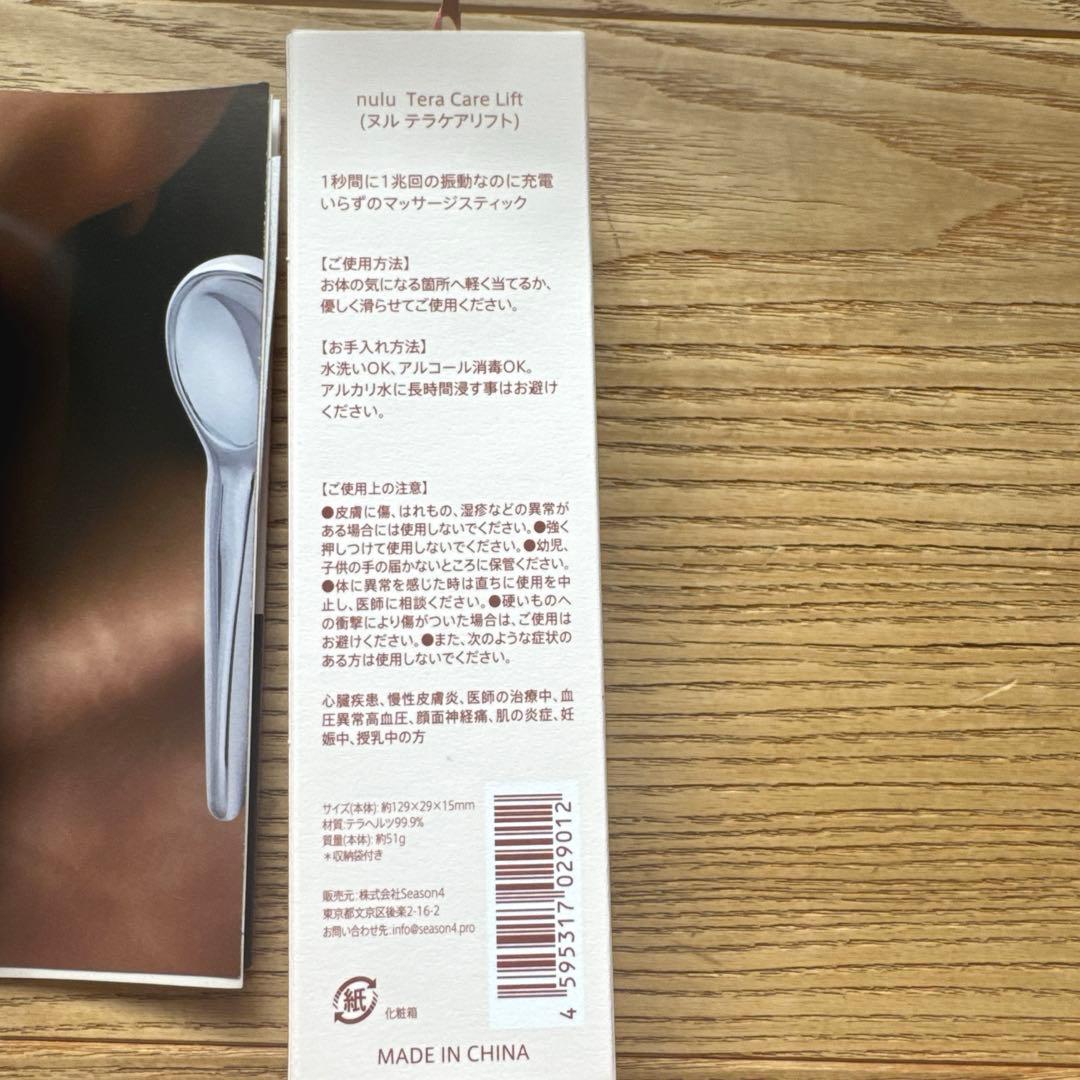 nulu Tera Care Lift
(ヌル テラケアリフト)
1秒間に1兆回の振動なのに充電
いらずのマッサージスティック
【ご使用方法】
お体の気になる箇所へ軽く当てるか、
優しく滑らせてご使用ください。
【お手入れ方法】
水洗いOK、アルコール消毒OK。
アルカリ水に長時間浸す事はお避け
ください。
【ご使用上の注意】
●皮膚に傷、はれもの、湿疹などの異常が
ある場合には使用しないでください。●強く
押しつけて使用しないでください。●幼児、
子供の手の届かないところに保管ください。
●体に異常を感じた時は直ちに使用を中
止し、医師に相談ください。●硬いものへ
の衝撃により傷がついた場合は、ご使用は
お避けください。●また、次のような症状の
ある方は使用しないでください。
心臓疾患、慢性皮膚炎、医師の治療中、血
圧異常高血圧、顔面神経痛、肌の炎症、妊
娠中、授乳中の方
サイズ(本体): 約129×29×15mm
材質:テラヘルツ99.9%
質量(本体): 約51g
＊収納袋付き
販売元: 株式会社Season4
東京都文京区後楽2-16-2
お問い合わせ先:info@season4.pro
4 595317 029012
紙
化粧箱
MADE IN CHINA